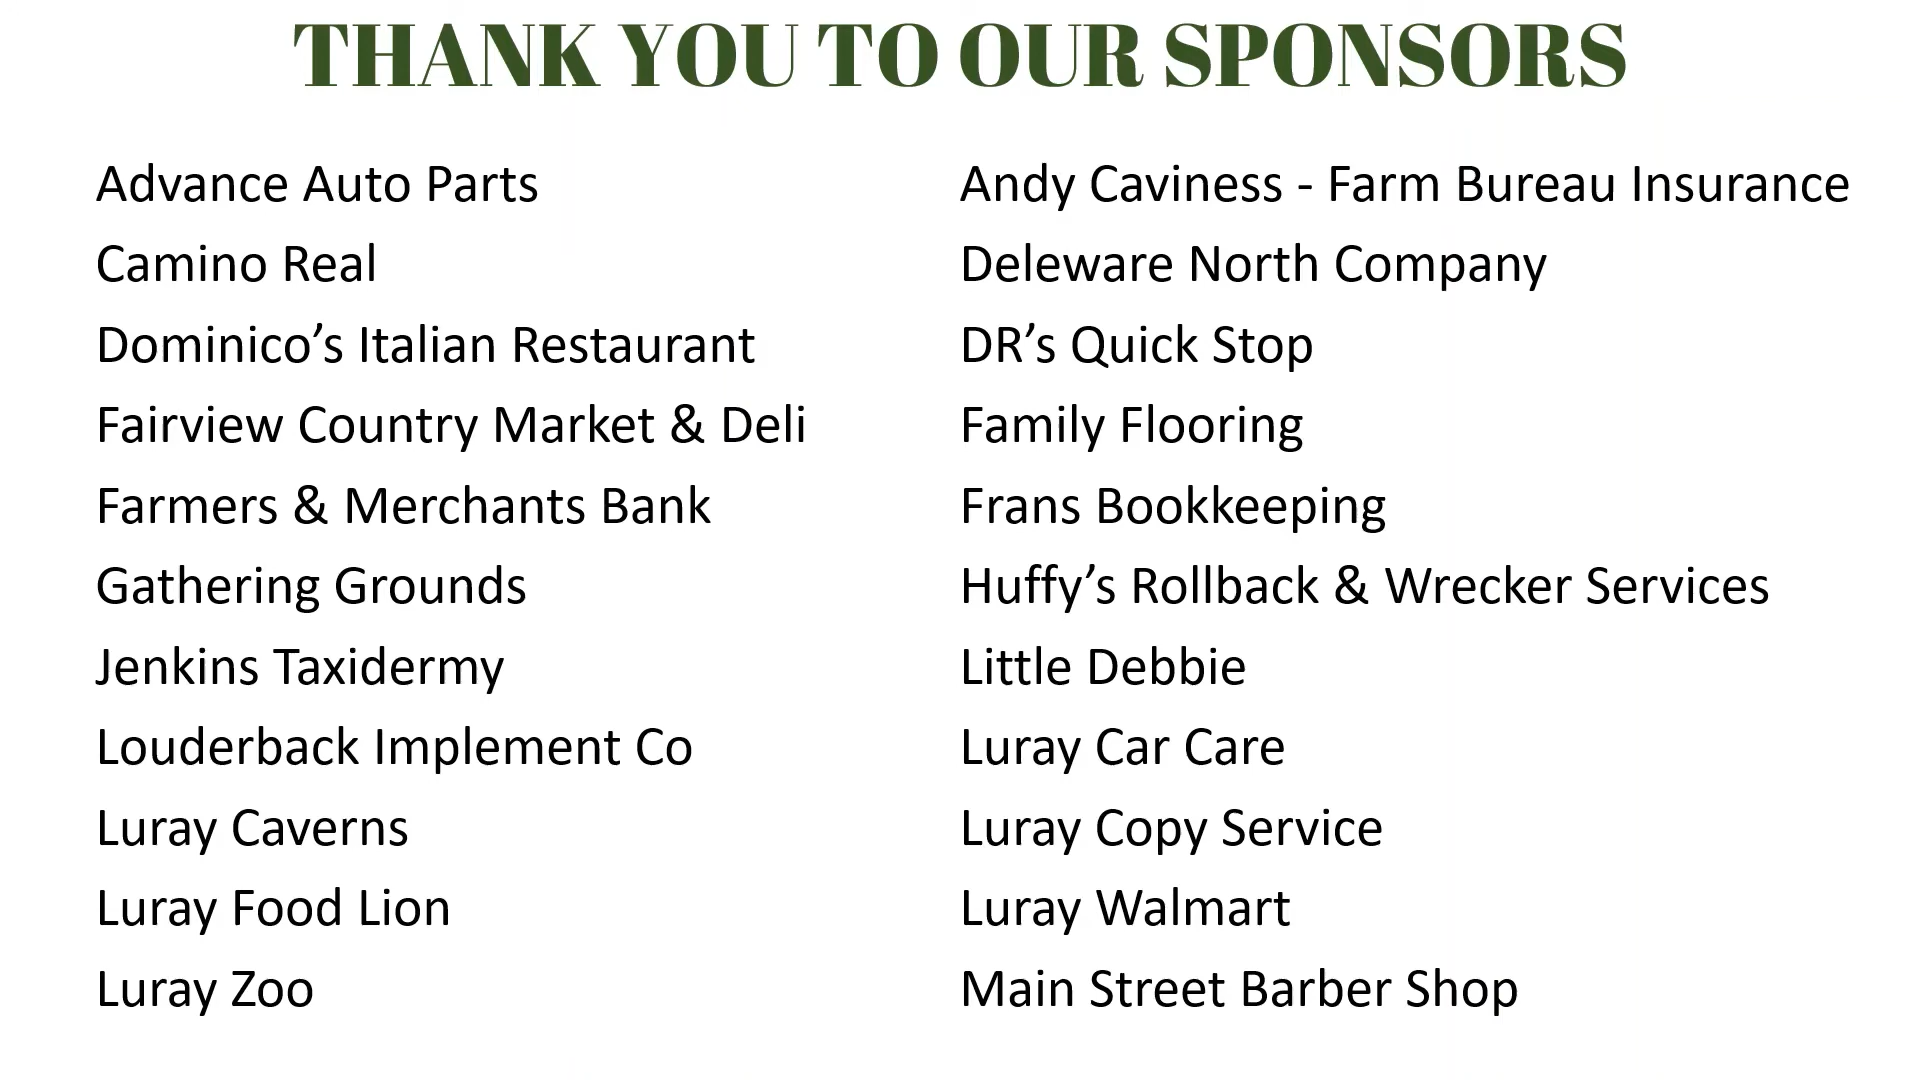 THANK YOU TO OUR SPONSORS
Advance Auto Parts
Camino Real
Dominico’s Italian Restaurant
Fairview Country Market & Deli
Farmers & Merchants Bank
Gathering Grounds
Jenkins Taxidermy
Louderback Implement Co
Luray Caverns
Luray Food Lion
Luray Zoo
Andy Caviness - Farm Bureau Insurance
Deleware North Company
DR’s Quick Stop
Family Flooring
Frans Bookkeeping
Huffy’s Rollback & Wrecker Services
Little Debbie
Luray Car Care
Luray Copy Service
Luray Walmart
Main Street Barber Shop